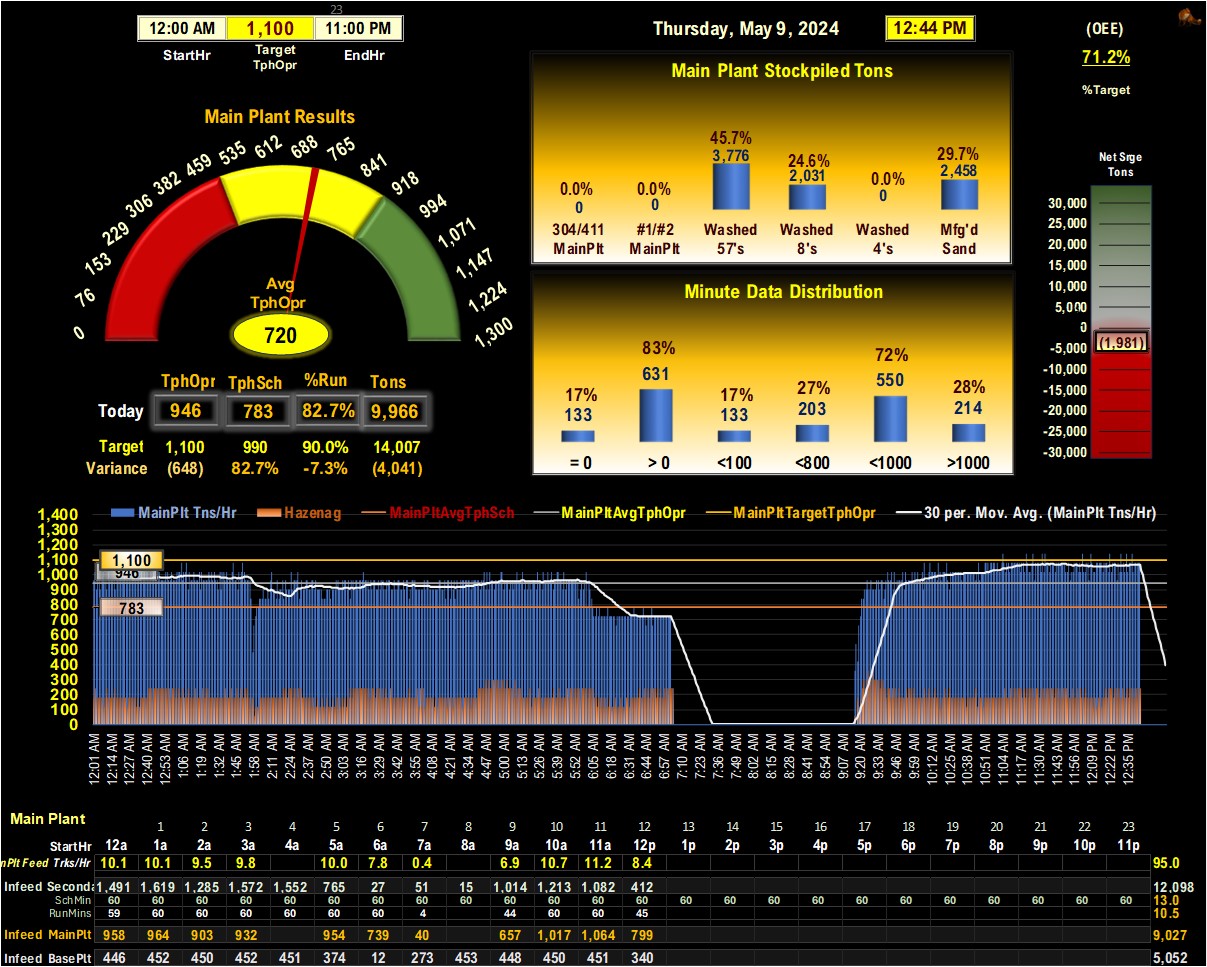 23
12:00 AM 1,100 11:00 PM
StartHr Target TphOpr EndHr
Thursday, May 9, 2024 12:44 PM
(OEE)
71.2%
%Target
Main Plant Results
0 76 153 229 306 382 459 535 612 688 765 841 918 994 1,071 1,147 1,224 1,300
Avg
TphOpr
720
TphOpr TphSch %Run Tons
Today 946 783 82.7% 9,966
Target 1,100 990 90.0% 14,007
Variance (648) 82.7% -7.3% (4,041)
Main Plant Stockpiled Tons
0.0% 0.0% 45.7% 24.6% 0.0% 29.7%
0 0 3,776 2,031 0 2,458
304/411 #1/#2 Washed Washed Washed Mfg'd
MainPlt MainPlt 57's 8's 4's Sand
Minute Data Distribution
17% 83% 17% 27% 72% 28%
133 631 133 203 550 214
= 0 > 0 <100 <800 <1000 >1000
Net Srge
Tons
30,000
25,000
20,000
15,000
10,000
5,000
0
(1,981)
-5,000
-10,000
-15,000
-20,000
-25,000
-30,000
MainPlt Tns/Hr Hazenag MainPltAvgTphSch MainPltAvgTphOpr MainPltTargetTphOpr 30 per. Mov. Avg. (MainPlt Tns/Hr)
1,400
1,300
1,200
1,100 1,100
1,000 946
900
800 783
700
600
500
400
300
200
100
0
12:01 AM 12:14 AM 12:27 AM 12:40 AM 12:53 AM 1:06 AM 1:19 AM 1:32 AM 1:45 AM 1:58 AM 2:11 AM 2:24 AM 2:37 AM 2:50 AM 3:03 AM 3:16 AM 3:29 AM 3:42 AM 3:55 AM 4:08 AM 4:21 AM 4:34 AM 4:47 AM 5:00 AM 5:13 AM 5:26 AM 5:39 AM 5:52 AM 6:05 AM 6:18 AM 6:31 AM 6:44 AM 6:57 AM 7:10 AM 7:23 AM 7:36 AM 7:49 AM 8:02 AM 8:15 AM 8:28 AM 8:41 AM 8:54 AM 9:07 AM 9:20 AM 9:33 AM 9:46 AM 9:59 AM 10:12 AM 10:25 AM 10:38 AM 10:51 AM 11:04 AM 11:17 AM 11:30 AM 11:43 AM 11:56 AM 12:09 PM 12:22 PM 12:35 PM
Main Plant
1 2 3 4 5 6 7 8 9 10 11 12 13 14 15 16 17 18 19 20 21 22 23
StartHr 12a 1a 2a 3a 4a 5a 6a 7a 8a 9a 10a 11a 12p 1p 2p 3p 4p 5p 6p 7p 8p 9p 10p 11p
nPlt Feed Trks/Hr 10.1 10.1 9.5 9.8 10.0 7.8 0.4 6.9 10.7 11.2 8.4 95.0
Infeed Seconda 1,491 1,619 1,285 1,572 1,552 765 27 51 15 1,014 1,213 1,082 412 12,098
SchMin 60 60 60 60 60 60 60 60 60 60 60 60 60 60 60 60 60 60 60 60 60 60 60 60 13.0
RunMins 59 60 60 60 60 60 60 4 44 60 60 45 10.5
Infeed MainPlt 958 964 903 932 954 739 40 657 1,017 1,064 799 9,027
Infeed BasePlt 446 452 450 452 451 374 12 273 453 448 450 451 340 5,052